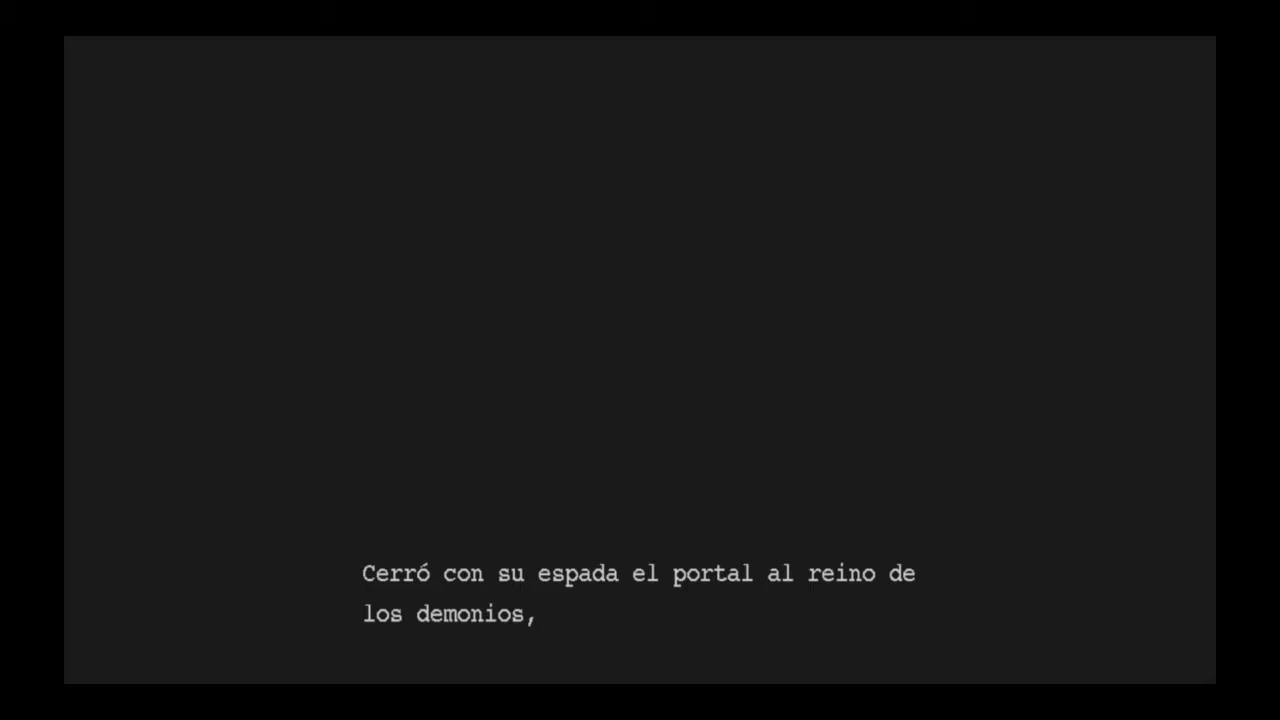 Cerró con su espada el portal al reino de
los demonios,